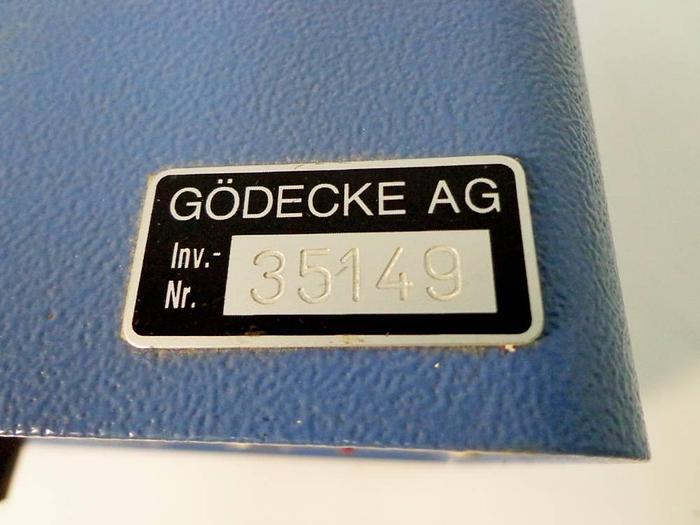 GÖDECKE AG
Inv.-
Nr. 35149